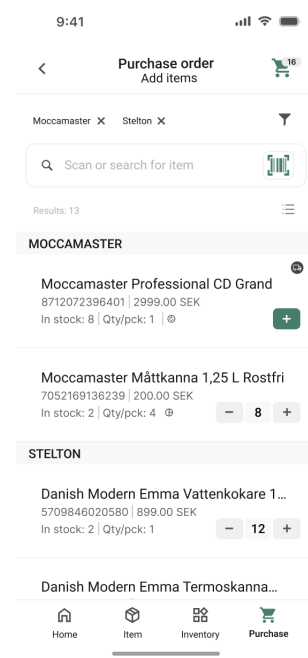 9:41
Purchase order
Add items
16
Moccamaster
Stelton
Scan or search for item
Results: 13
MOCCAMASTER
Moccamaster Professional CD Grand
8712072396401 | 2999.00 SEK
In stock: 8 | Qty/pck: 1 |
+
Moccamaster Måttkanna 1,25 L Rostfri
7052169136239 | 200.00 SEK
In stock: 2 | Qty/pck: 4
− 8 +
STELTON
Danish Modern Emma Vattenkokare 1...
5709846020580 | 899.00 SEK
In stock: 2 | Qty/pck: 1
− 12 +
Danish Modern Emma Termoskanna...
Home Item Inventory Purchase